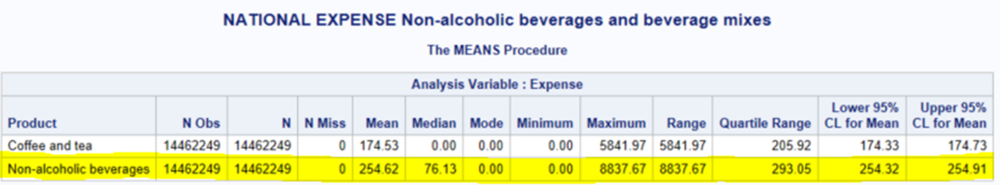 NATIONAL EXPENSE Non-alcoholic beverages and beverage mixes
The MEANS Procedure
Analysis Variable : Expense
Product N Obs N N Miss Mean Median Mode Minimum Maximum Range Quartile Range Lower 95% CL for Mean Upper 95% CL for Mean
Coffee and tea 14462249 14462249 0 174.53 0.00 0.00 0.00 5841.97 5841.97 205.92 174.33 174.73
Non-alcoholic beverages 14462249 14462249 0 254.62 76.13 0.00 0.00 8837.67 8837.67 293.05 254.32 254.91